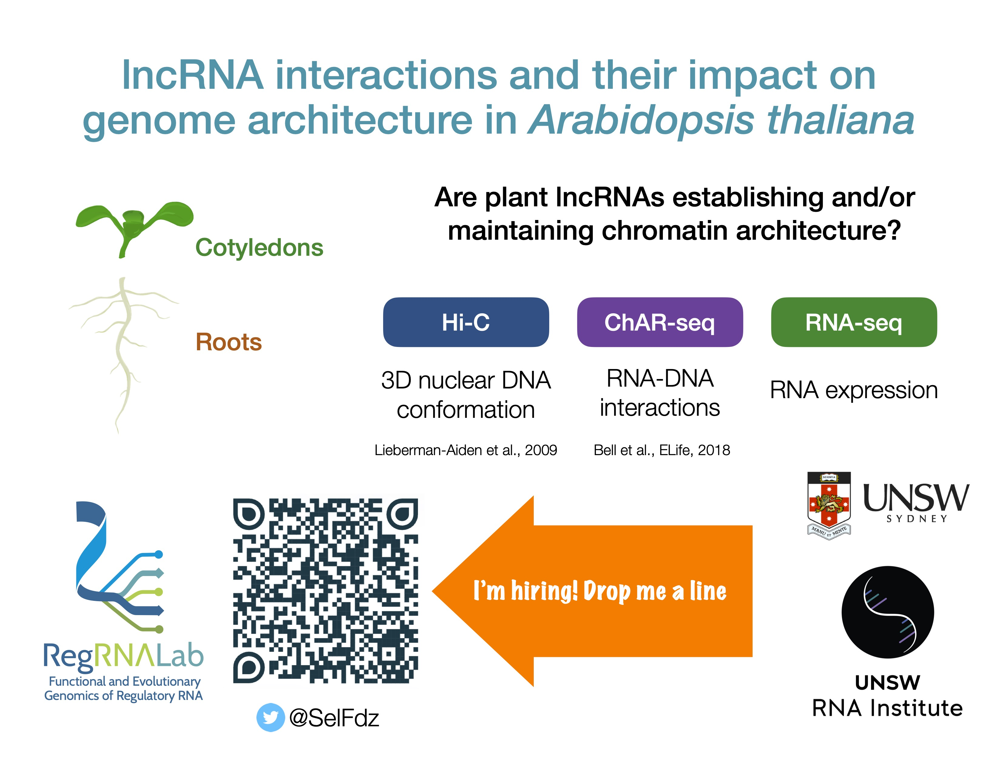 lncRNA interactions and their impact on
genome architecture in Arabidopsis thaliana
Are plant lncRNAs establishing and/or
maintaining chromatin architecture?
Cotyledons
Roots
Hi-C
3D nuclear DNA
conformation
Lieberman-Aiden et al., 2009
ChAR-seq
RNA-DNA
interactions
Bell et al., ELife, 2018
RNA-seq
RNA expression
RegRNALab
Functional and Evolutionary
Genomics of Regulatory RNA
@SelFdz
I'm hiring! Drop me a line
SCIENTIA
MANU ET MENTE
UNSW
SYDNEY
UNSW
RNA Institute